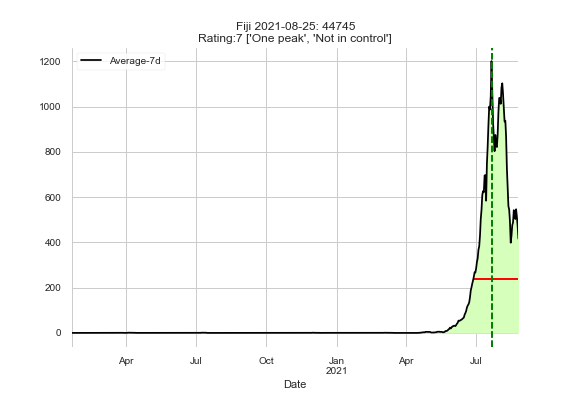 Fiji 2021-08-25: 44745
Rating:7 ['One peak', 'Not in control']
Average-7d
1200
1000
800
600
400
200
0
Apr
Jul
Oct
Jan
2021
Apr
Jul
Date